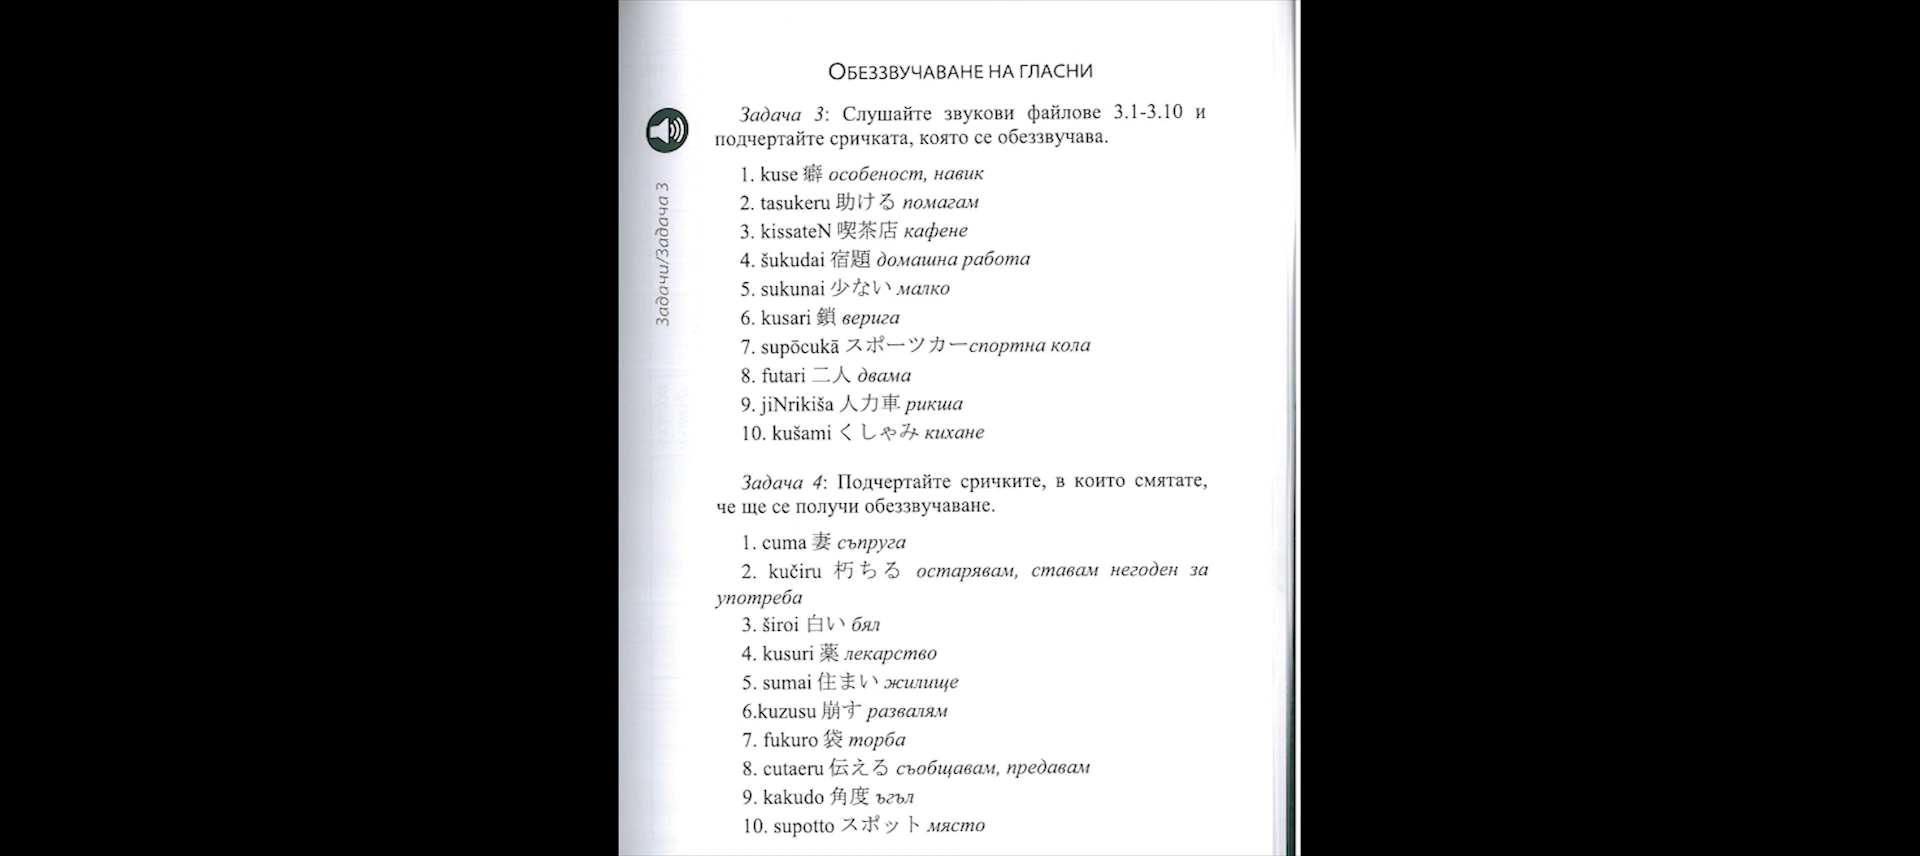 ОБЕЗЗВУЧАВАНЕ НА ГЛАСНИ
Задача 3: Слушайте звукови файлове 3.1-3.10 и
подчертайте сричката, която се обеззвучава.
Задачи/Задача 3
1. kuse 癖 особеност, навик
2. tasukeru 助ける помагам
3. kissateN 喫茶店 кафене
4. šukudai 宿題 домашна работа
5. sukunai 少ない малко
6. kusari 鎖 верига
7. supōcukā スポーツカーспортна кола
8. futari 二人 двама
9. jiNrikiša 人力車 рикша
10. kušami くしゃみ кихане
Задача 4: Подчертайте сричките, в които смятате,
че ще се получи обеззвучаване.
1. cuma 妻 съпруга
2. kučiru 朽ちる остарявам, ставам негоден за
употреба
3. široi 白い бял
4. kusuri 薬 лекарство
5. sumai 住まい жилище
6.kuzusu 崩す развалям
7. fukuro 袋 торба
8. cutaeru 伝える съобщавам, предавам
9. kakudo 角度 ъгъл
10. supotto スポット място